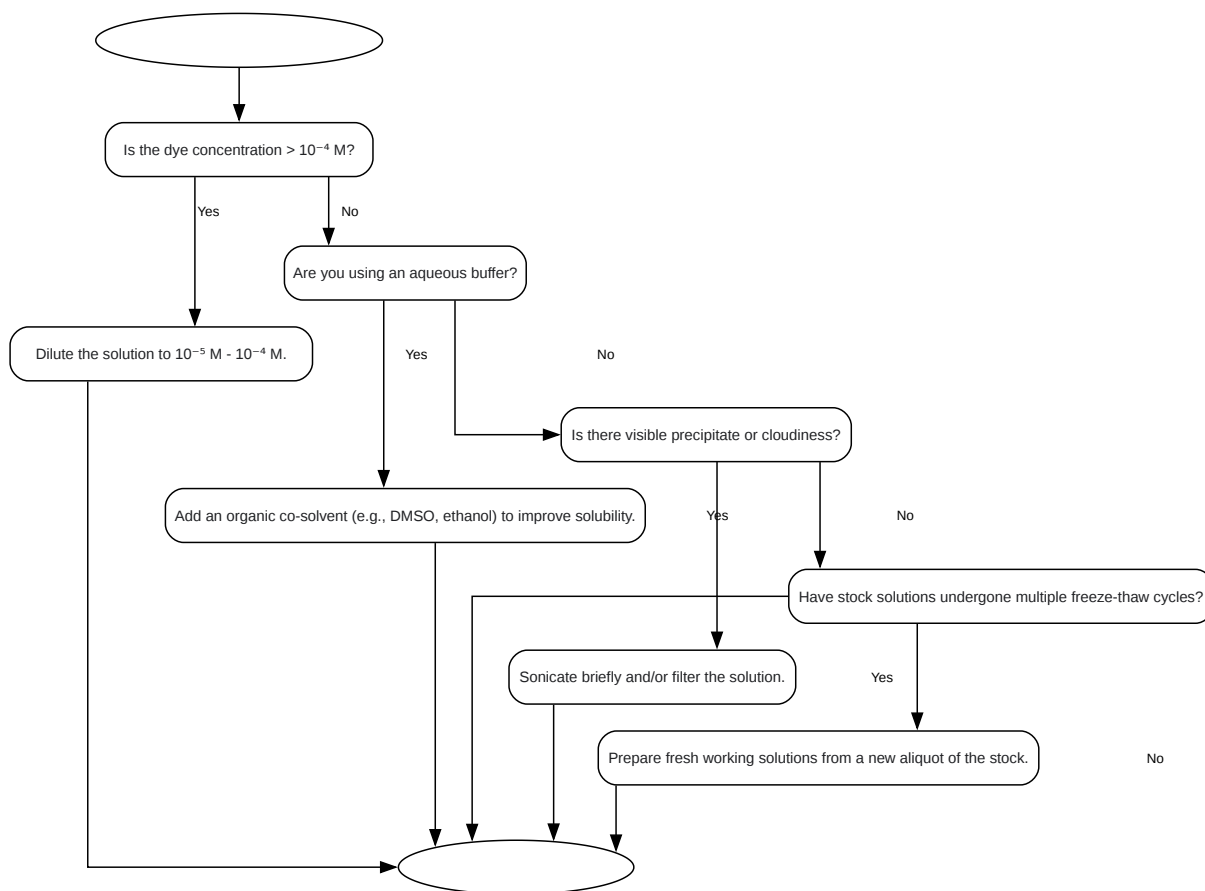 Is the dye concentration > 10⁻⁴ M?
Yes
No
Are you using an aqueous buffer?
Dilute the solution to 10⁻⁵ M - 10⁻⁴ M.
Yes
No
Is there visible precipitate or cloudiness?
Add an organic co-solvent (e.g., DMSO, ethanol) to improve solubility.
Yes
No
Have stock solutions undergone multiple freeze-thaw cycles?
Sonicate briefly and/or filter the solution.
Yes
Prepare fresh working solutions from a new aliquot of the stock.
No